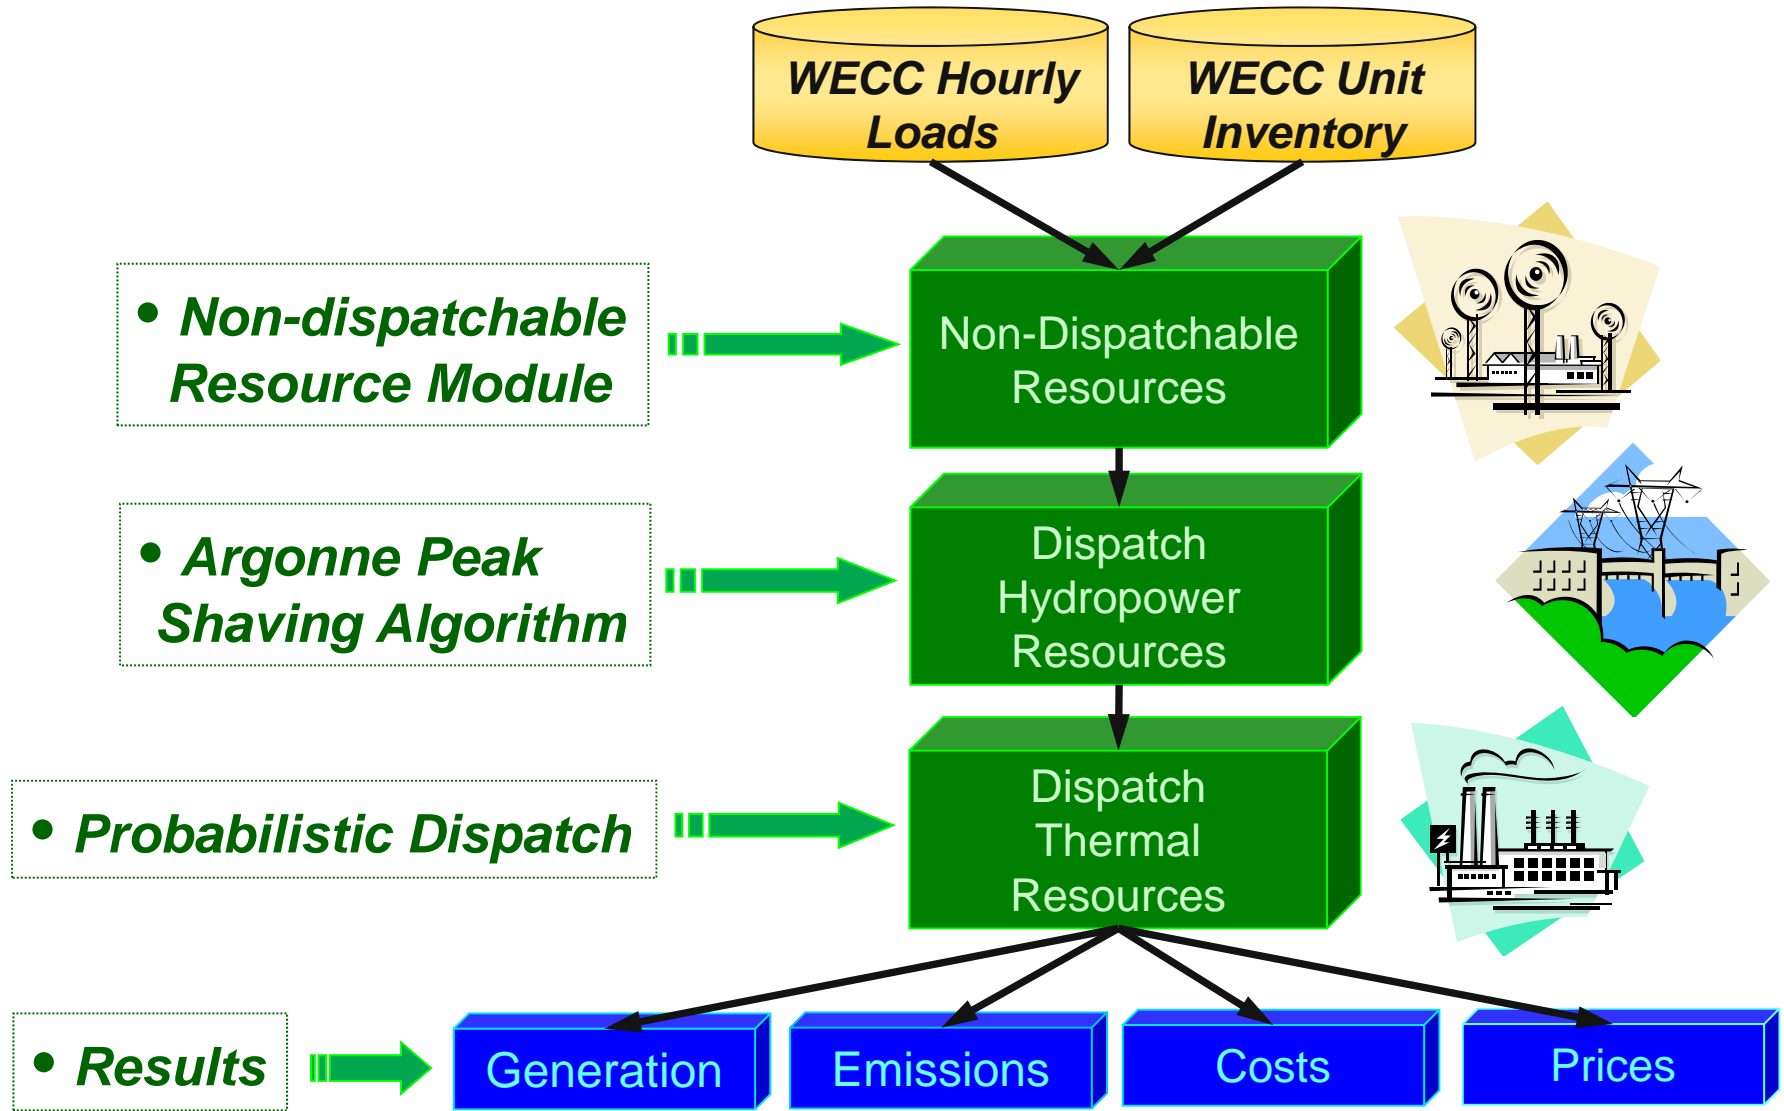 WECC Hourly
Loads
WECC Unit
Inventory
• Non-dispatchable
Resource Module
Non-Dispatchable
Resources
• Argonne Peak
Shaving Algorithm
Dispatch
Hydropower
Resources
• Probabilistic Dispatch
Dispatch
Thermal
Resources
• Results
Generation
Emissions
Costs
Prices